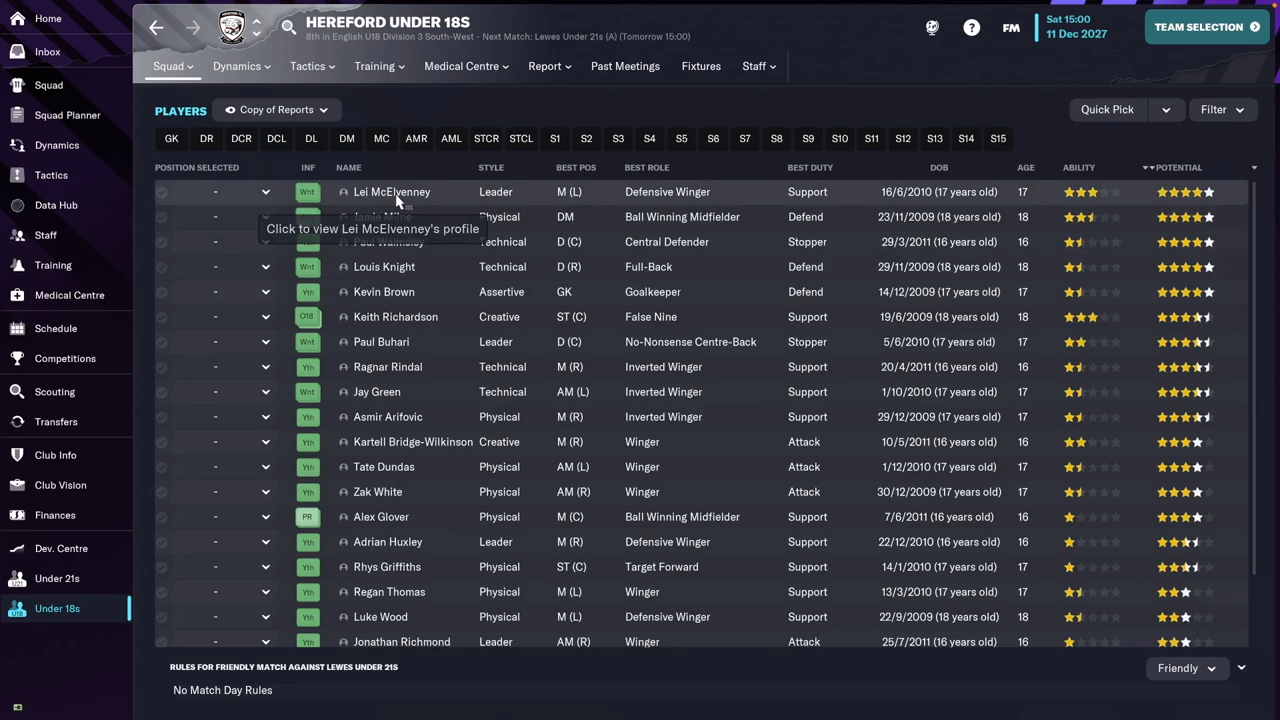 Home
HEREFORD UNDER 18S
8th in English U18 Division 3 South-West - Next Match: Lewes Under 21s (A) (Tomorrow 15:00)
FM
Sat 15:00
11 Dec 2027
TEAM SELECTION
Inbox
Squad
Squad Planner
Dynamics
Tactics
Data Hub
Staff
Training
Medical Centre
Schedule
Competitions
Scouting
Transfers
Club Info
Club Vision
Finances
Dev. Centre
Under 21s
Under 18s
Squad Dynamics Tactics Training Medical Centre Report Past Meetings Fixtures Staff
PLAYERS Copy of Reports Quick Pick Filter
GK DR DCR DCL DL DM MC AMR AML STCR STCL S1 S2 S3 S4 S5 S6 S7 S8 S9 S10 S11 S12 S13 S14 S15
POSITION SELECTED INF NAME STYLE BEST POS BEST ROLE BEST DUTY DOB AGE ABILITY POTENTIAL
- Wnt Lei McElvenney Leader M (L) Defensive Winger Support 16/6/2010 (17 years old) 17
Jamie Milne Physical DM Ball Winning Midfielder Defend 23/11/2009 (18 years old) 18
Click to view Lei McElvenney's profile
Paul Walmsley Technical D (C) Central Defender Stopper 29/3/2011 (16 years old) 16
- Wnt Louis Knight Technical D (R) Full-Back Defend 29/11/2009 (18 years old) 18
- Yth Kevin Brown Assertive GK Goalkeeper Defend 14/12/2009 (17 years old) 17
- O18 Keith Richardson Creative ST (C) False Nine Support 19/6/2009 (18 years old) 18
- Wnt Paul Buhari Leader D (C) No-Nonsense Centre-Back Stopper 5/6/2010 (17 years old) 17
- Yth Ragnar Rindal Technical M (R) Inverted Winger Support 20/4/2011 (16 years old) 16
- Wnt Jay Green Technical AM (L) Inverted Winger Support 1/10/2010 (17 years old) 17
- Yth Asmir Arifovic Physical M (R) Inverted Winger Support 29/12/2009 (17 years old) 17
- Yth Kartell Bridge-Wilkinson Creative M (R) Winger Attack 10/5/2011 (16 years old) 16
- Yth Tate Dundas Physical AM (L) Winger Attack 1/12/2010 (17 years old) 17
- Yth Zak White Physical AM (R) Winger Attack 30/12/2009 (17 years old) 17
- PR Alex Glover Physical M (C) Ball Winning Midfielder Support 7/6/2011 (16 years old) 16
- Yth Adrian Huxley Physical M (R) Defensive Winger Support 22/12/2010 (16 years old) 16
- Yth Rhys Griffiths Physical ST (C) Target Forward Support 14/1/2010 (17 years old) 17
- Yth Regan Thomas Physical M (L) Winger Support 13/3/2010 (17 years old) 17
- Yth Luke Wood Physical M (L) Defensive Winger Support 22/9/2009 (18 years old) 18
- Yth Jonathan Richmond Leader AM (R) Winger Attack 25/7/2011 (16 years old) 16
RULES FOR FRIENDLY MATCH AGAINST LEWES UNDER 21S
Friendly
No Match Day Rules